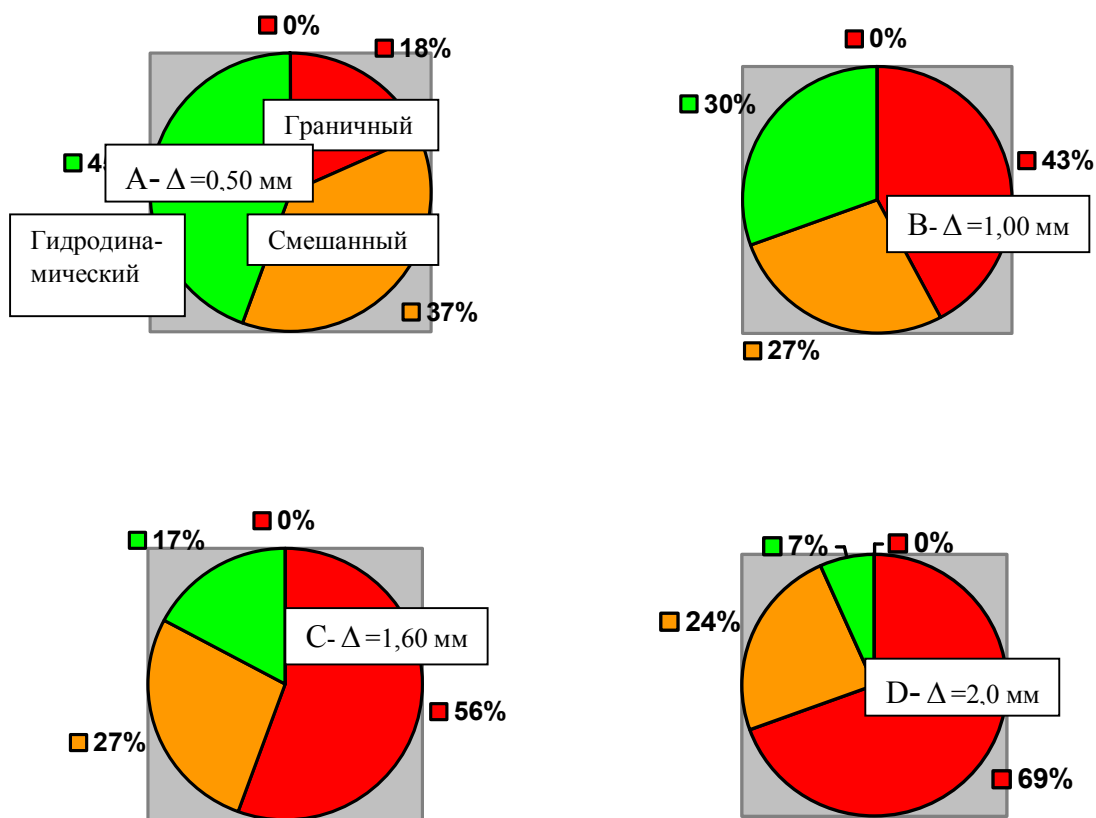 0%
18%
Граничный
A- Δ =0,50 мм
Гидродина-
мический
Смешанный
37%
0%
30%
43%
B- Δ =1,00 мм
27%
0%
17%
C- Δ =1,60 мм
56%
27%
7%
0%
24%
D- Δ =2,0 мм
69%